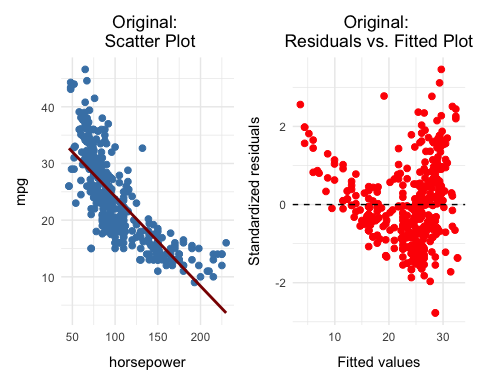 Original:
Scatter Plot
40
30
20
10
mpg
50 100 150 200
horsepower
Original:
Residuals vs. Fitted Plot
2
0
-2
Standardized residuals
10 20 30
Fitted values